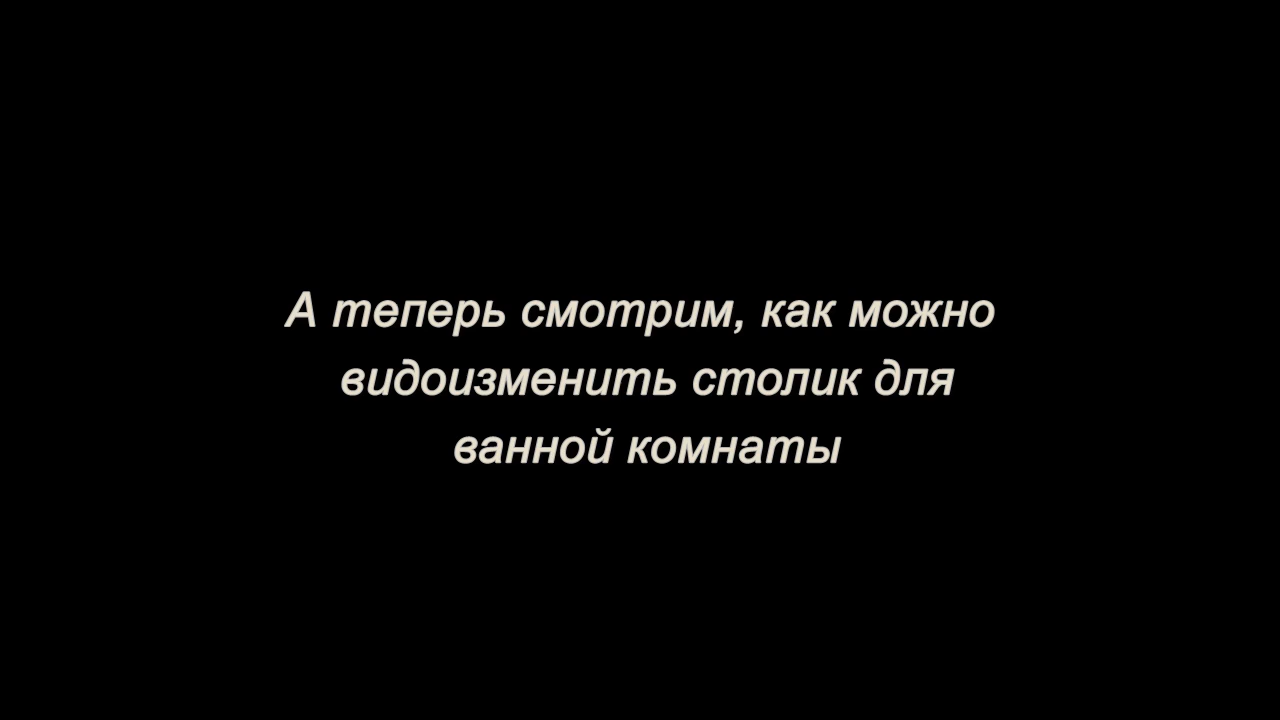 А теперь смотрим, как можно
видоизменить столик для
ванной комнаты